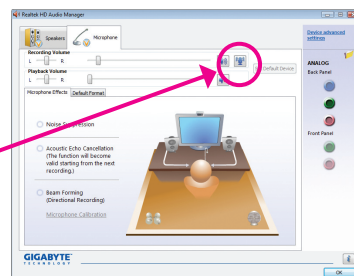 Realtek HD Audio Manager
Speakers
Microphone
Device advanced
settings
Recording Volume
L
R
Set Default Device
Playback Volume
L
R
ANALOG
Back Panel
Microphone Effects
Default Format
Noise Suppression
Acoustic Echo Cancellation
(The function will become
valid starting from the next
recording.)
Beam Forming
(Directional Recording)
Microphone Calibration
Front Panel
GIGABYTE
TECHNOLOGY
OK